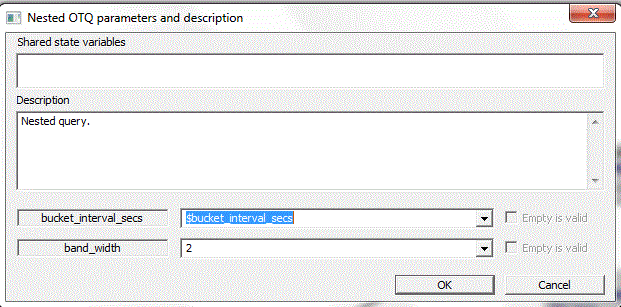 Nested OTQ parameters and description
Shared state variables
Description
Nested query.
bucket_interval_secs $bucket_interval_secs Empty is valid
band_width 2 Empty is valid
OK Cancel